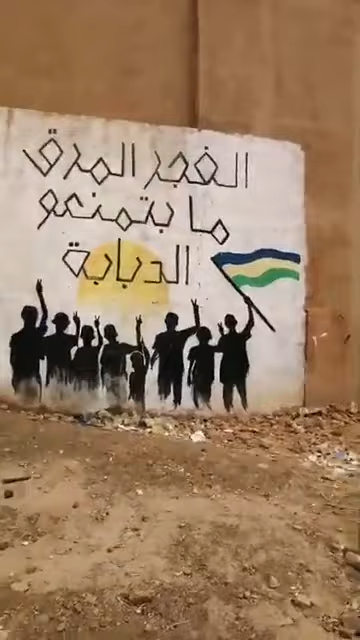 الفجر المرق
ما بتمنعو
الدبابة